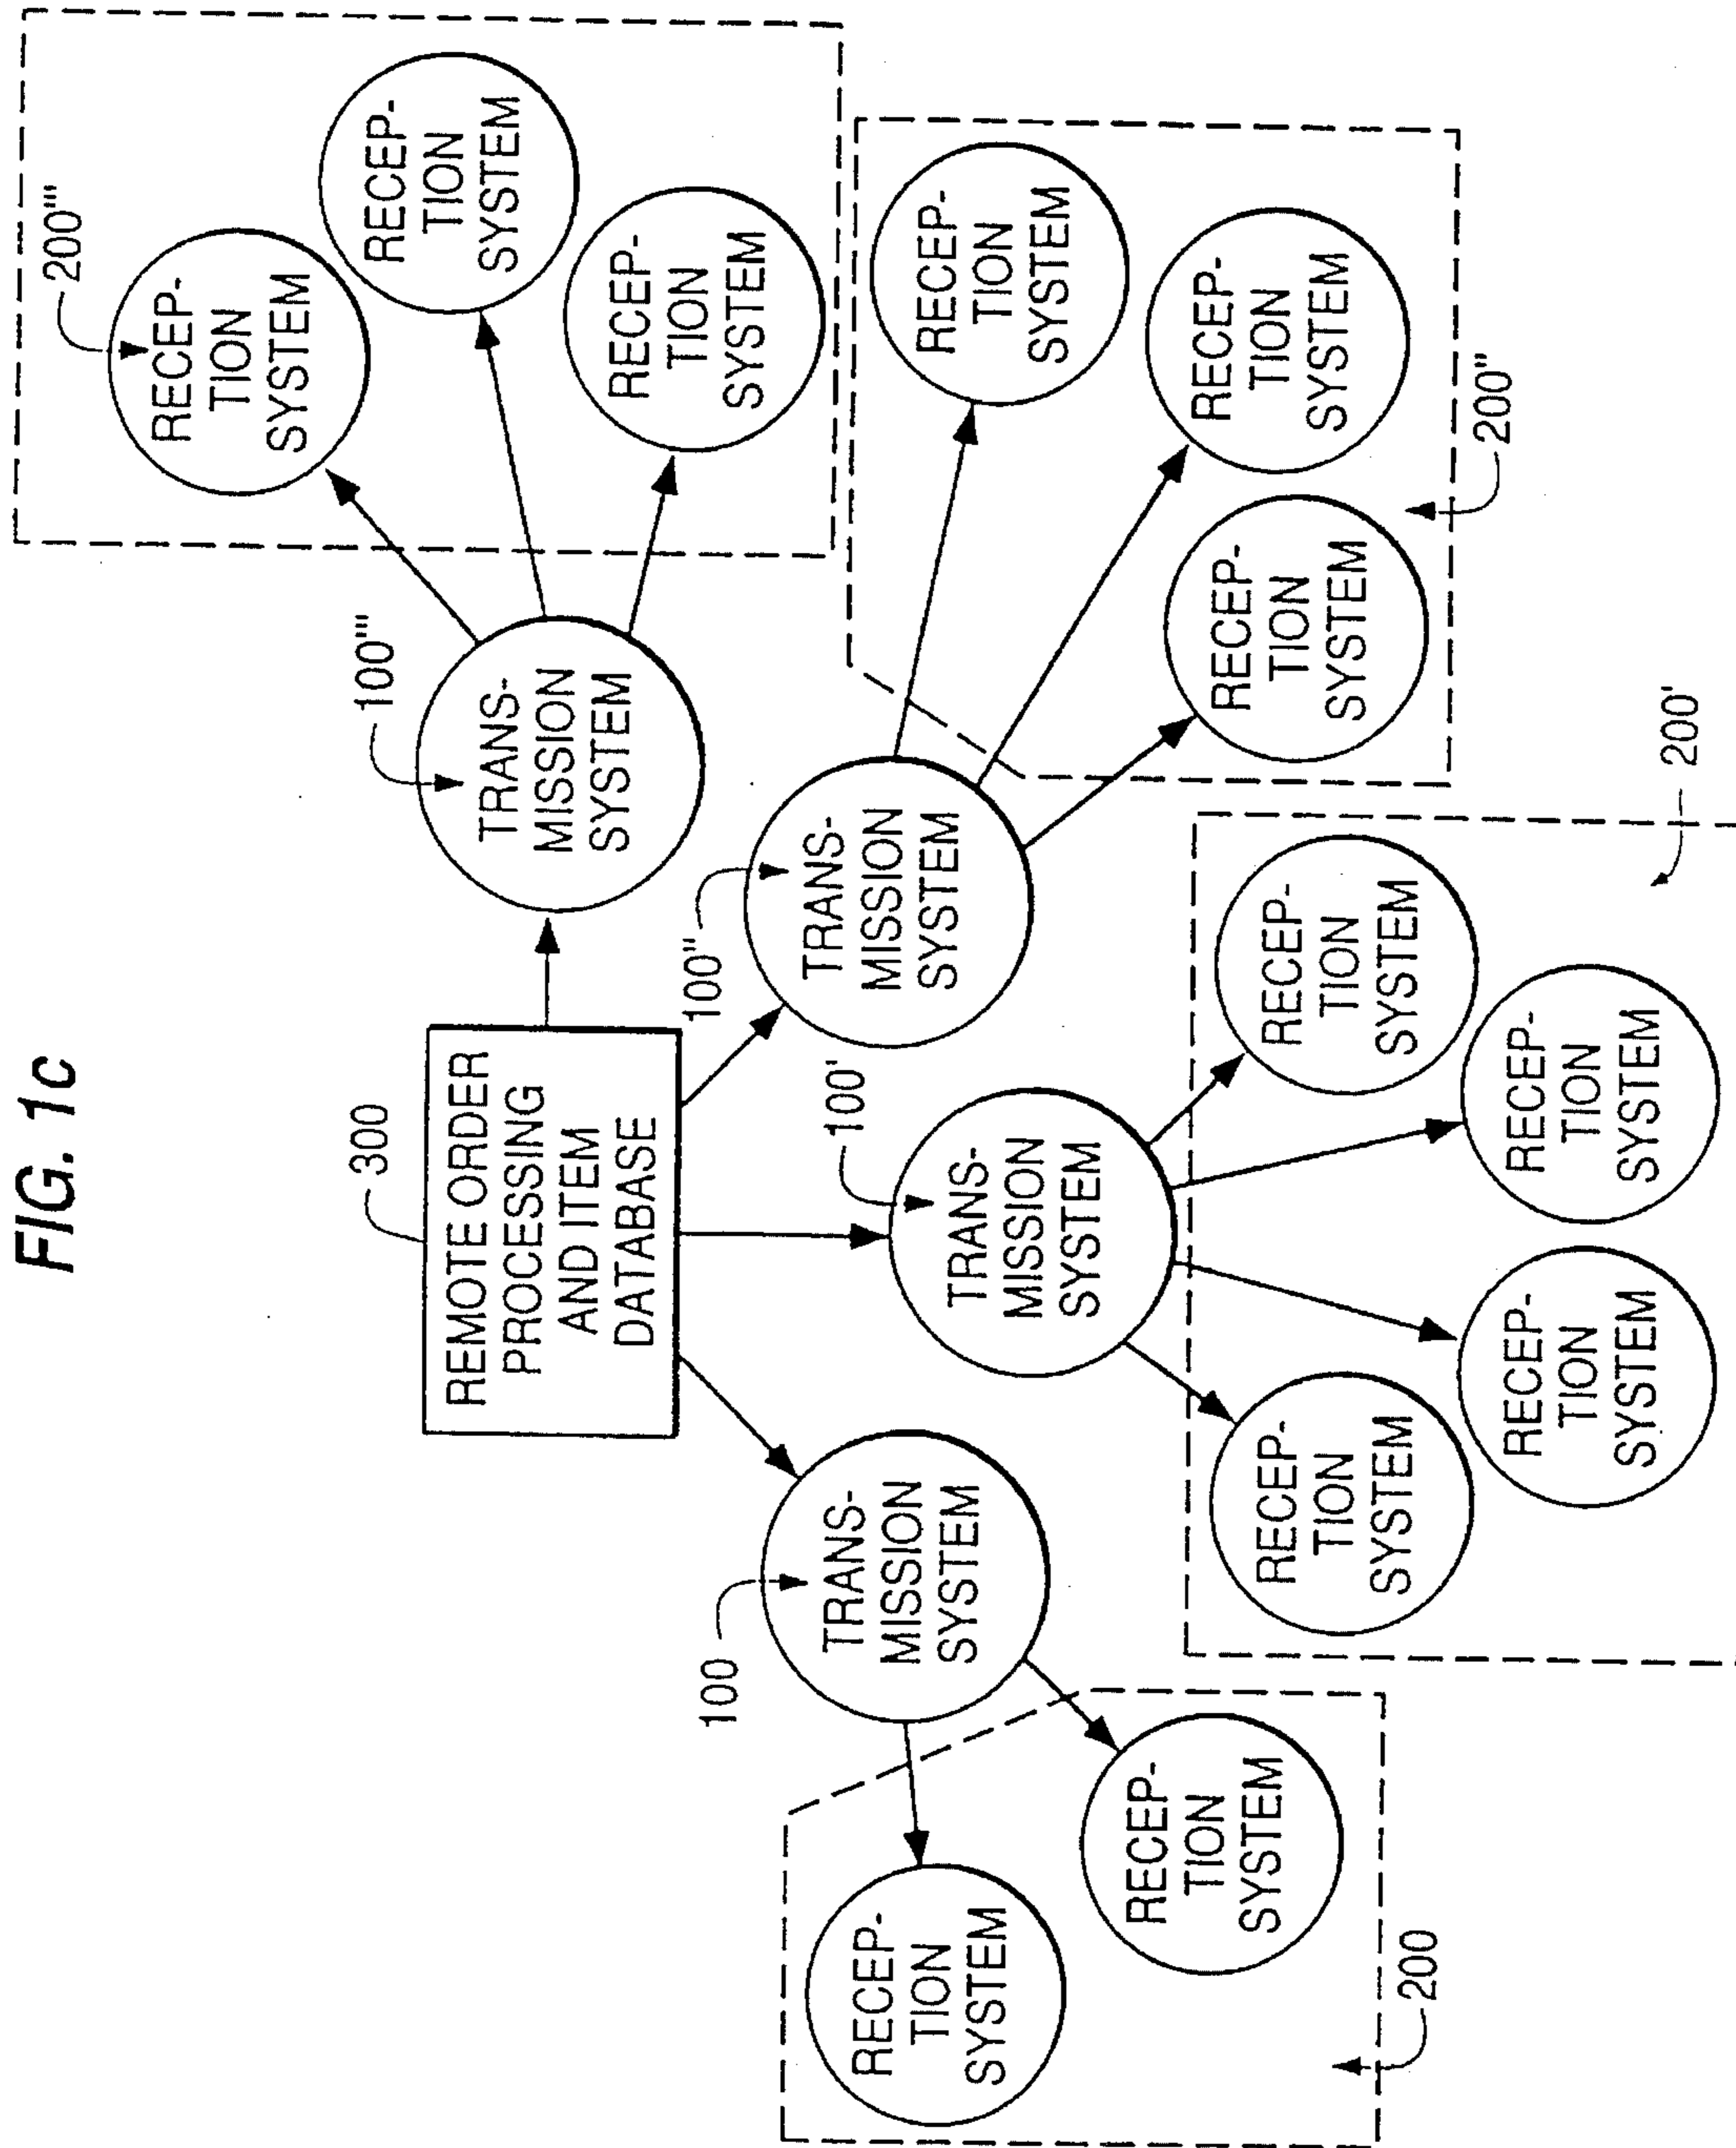 FIG. 1c
300
REMOTE ORDER
PROCESSING
AND ITEM
DATABASE
100
TRANS-
MISSION
SYSTEM
100'
TRANS-
MISSION
SYSTEM
100"
TRANS-
MISSION
SYSTEM
100'''
TRANS-
MISSION
SYSTEM
RECEP-
TION
SYSTEM
RECEP-
TION
SYSTEM
200
RECEP-
TION
SYSTEM
RECEP-
TION
SYSTEM
RECEP-
TION
SYSTEM
RECEP-
TION
SYSTEM
200'
RECEP-
TION
SYSTEM
RECEP-
TION
SYSTEM
RECEP-
TION
SYSTEM
200"
200'''
RECEP-
TION
SYSTEM
RECEP-
TION
SYSTEM
RECEP-
TION
SYSTEM